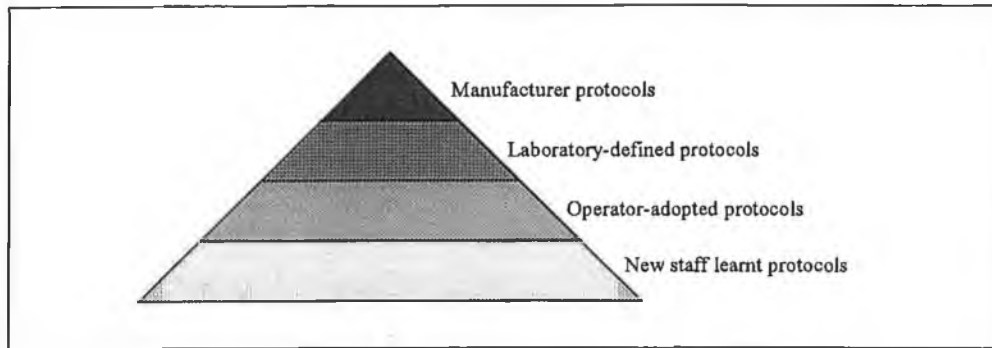 Manufacturer protocols
Laboratory-defined protocols
Operator-adopted protocols
New staff learnt protocols